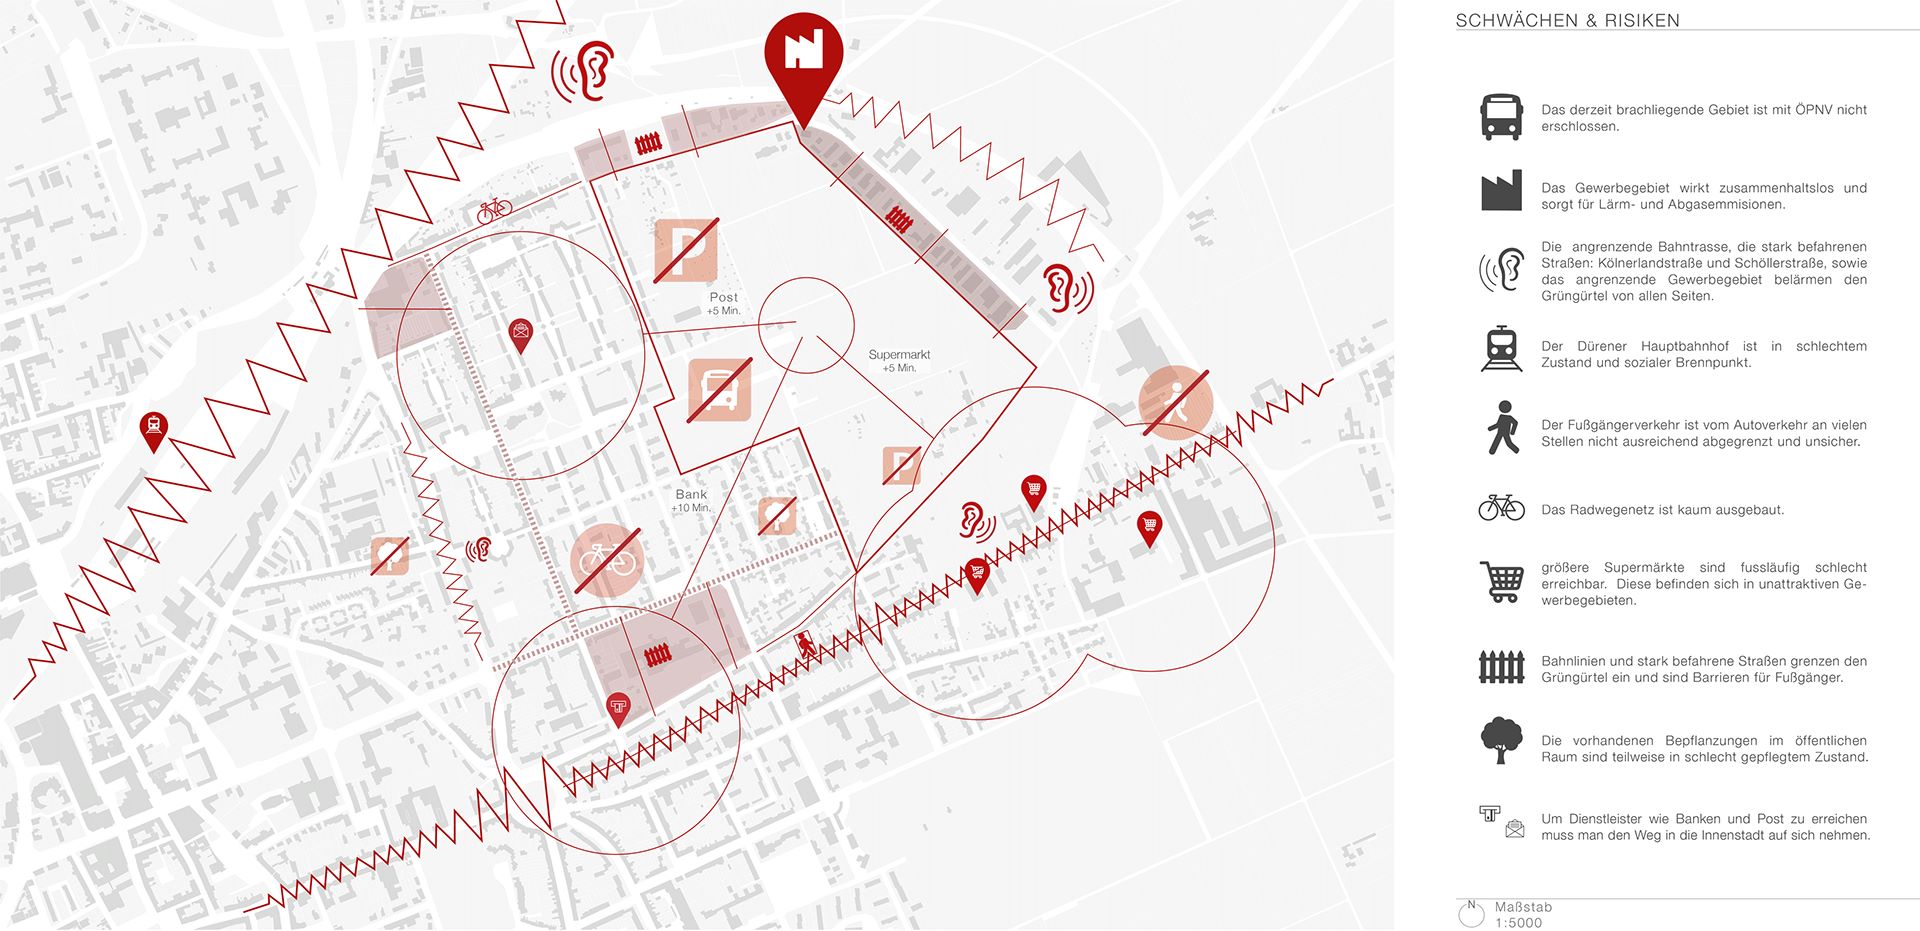 SCHWÄCHEN & RISIKEN
Das derzeit brachliegende Gebiet ist mit ÖPNV nicht
erschlossen.
Das Gewerbegebiet wirkt zusammenhaltslos und
sorgt für Lärm- und Abgasemmisionen.
Die angrenzende Bahntrasse, die stark befahrenen
Straßen: Kölnerlandstraße und Schöllerstraße, sowie
das angrenzende Gewerbegebiet belärmen den
Grüngürtel von allen Seiten.
Der Dürener Hauptbahnhof ist in schlechtem
Zustand und sozialer Brennpunkt.
Der Fußgängerverkehr ist vom Autoverkehr an vielen
Stellen nicht ausreichend abgegrenzt und unsicher.
Das Radwegenetz ist kaum ausgebaut.
größere Supermärkte sind fussläufig schlecht
erreichbar. Diese befinden sich in unattraktiven Ge-
werbegebieten.
Bahnlinien und stark befahrene Straßen grenzen den
Grüngürtel ein und sind Barrieren für Fußgänger.
Die vorhandenen Bepflanzungen im öffentlichen
Raum sind teilweise in schlecht gepflegtem Zustand.
Um Dienstleister wie Banken und Post zu erreichen
muss man den Weg in die Innenstadt auf sich nehmen.
N
Maßstab
1:5000
P
Post
+5 Min.
Supermarkt
+5 Min.
P
Bank
+10 Min.